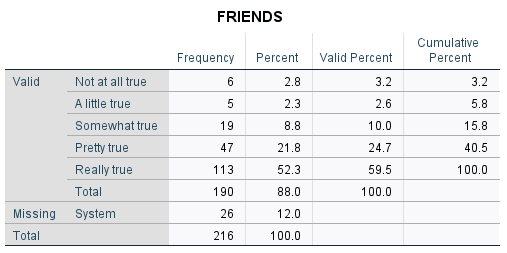 FRIENDS
Frequency Percent Valid Percent Cumulative Percent
Valid Not at all true 6 2.8 3.2 3.2
A little true 5 2.3 2.6 5.8
Somewhat true 19 8.8 10.0 15.8
Pretty true 47 21.8 24.7 40.5
Really true 113 52.3 59.5 100.0
Total 190 88.0 100.0
Missing System 26 12.0
Total 216 100.0